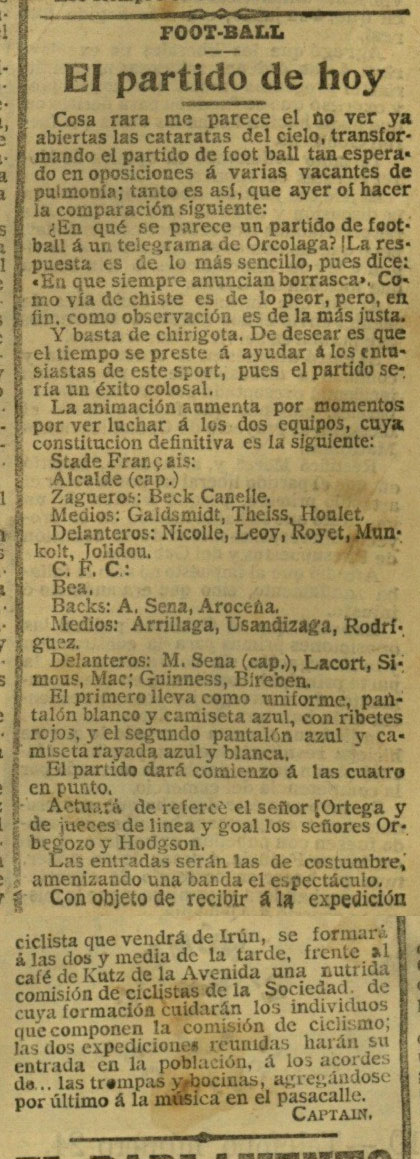 FOOT-BALL
El partido de hoy
Cosa rara me parece el no ver ya
abiertas las cataratas del cielo, transfor-
mando el partido de foot ball tan espera-
do en oposiciones á varias vacantes de
pulmonía; tanto es así, que ayer oí hacer
la comparación siguiente:
¿En qué se parece un partido de foot-
ball á un telegrama de Orcolaga? ¡La res-
puesta es de lo más sencillo, pues dice:
«En que siempre anuncian borrasca». Co-
mo vía de chiste es de lo peor, pero, en
fin, como observación es de la más justa.
Y basta de chirigota. De desear es que
el tiempo se preste á ayudar á los entu-
siastas de este sport, pues el partido se-
ría un éxito colosal.
La animación aumenta por momentos
por ver luchar á los dos equipos, cuya
constitución definitiva es la siguiente:
Stade Français:
Alcalde (cap.)
Zagueros: Beck Canelle.
Medios: Gaidsmidt, Theiss, Houlet.
Delanteros: Nicolle, Leoy, Royet, Mun-
kolt, Jolidou.
C. F. C.:
Bea.
Backs: A. Sena, Aroceña.
Medios: Arrillaga, Usandizaga, Rodrí-
guez.
Delanteros: M. Sena (cap.), Lacort, Si-
mous, Mac; Guinness, Bireben.
El primero lleva como uniforme, pan-
talón blanco y camiseta azul, con ribetes
rojos, y el segundo pantalón azul y ca-
miseta rayada azul y blanca.
El partido dará comienzo á las cuatro
en punto.
Actuará de refercè el señor [Ortega y
de jueces de linea y goal los señores Or-
begozo y Hodgson.
Las entradas serán las de costumbre,
amenizando una banda el espectáculo.
Con objeto de recibir á la expedición
ciclista que vendrá de Irún, se formará
á las dos y media de la tarde, frente al
café de Kutz de la Avenida una nutrida
comisión de ciclistas de la Sociedad, de
cuya formación cuidarán los individuos
que componen la comisión de ciclismo;
las dos expediciones reunidas harán su
entrada en la población, á los acordes
de... las trompas y bocinas, agregándose
por último á la música en el pasacalle.
CAPTAIN.